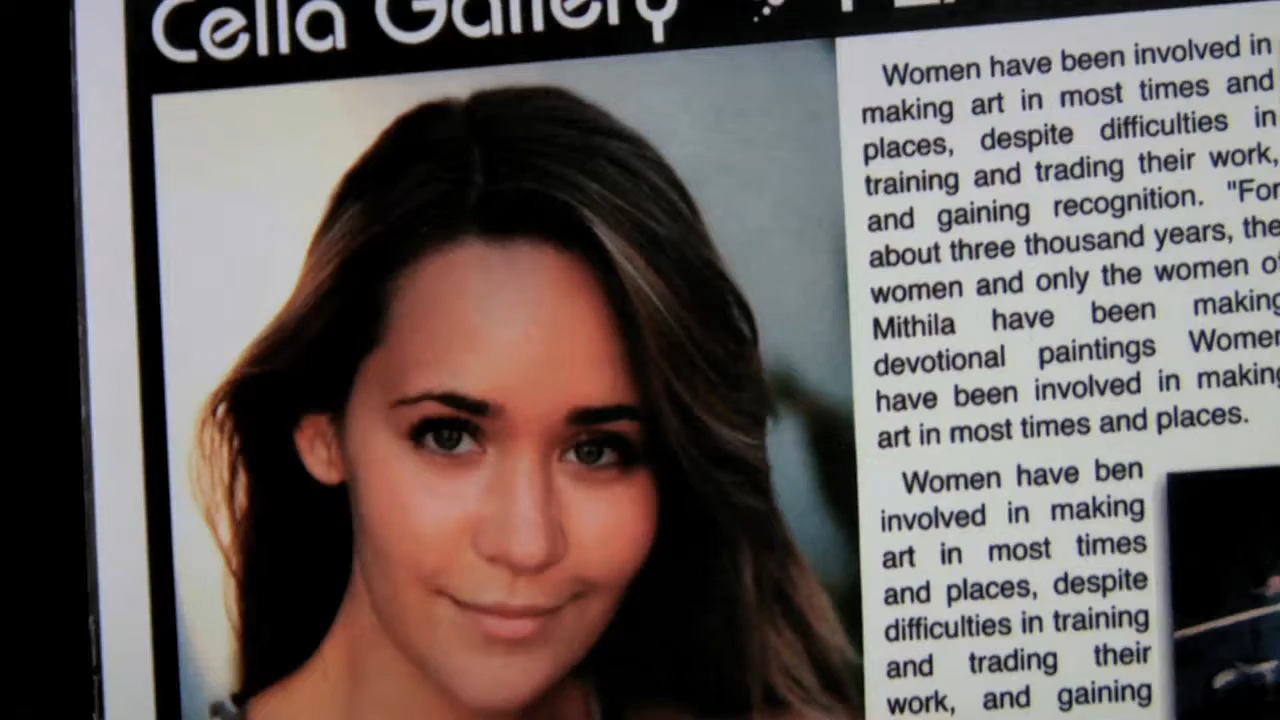 Cella Gallery
Women have been involved in
making art in most times and
places, despite difficulties in
training and trading their work,
and gaining recognition. "For
about three thousand years, the
women and only the women of
Mithila have been making
devotional paintings Women
have been involved in making
art in most times and places.
Women have ben
involved in making
art in most times
and places, despite
difficulties in training
and trading their
work, and gaining